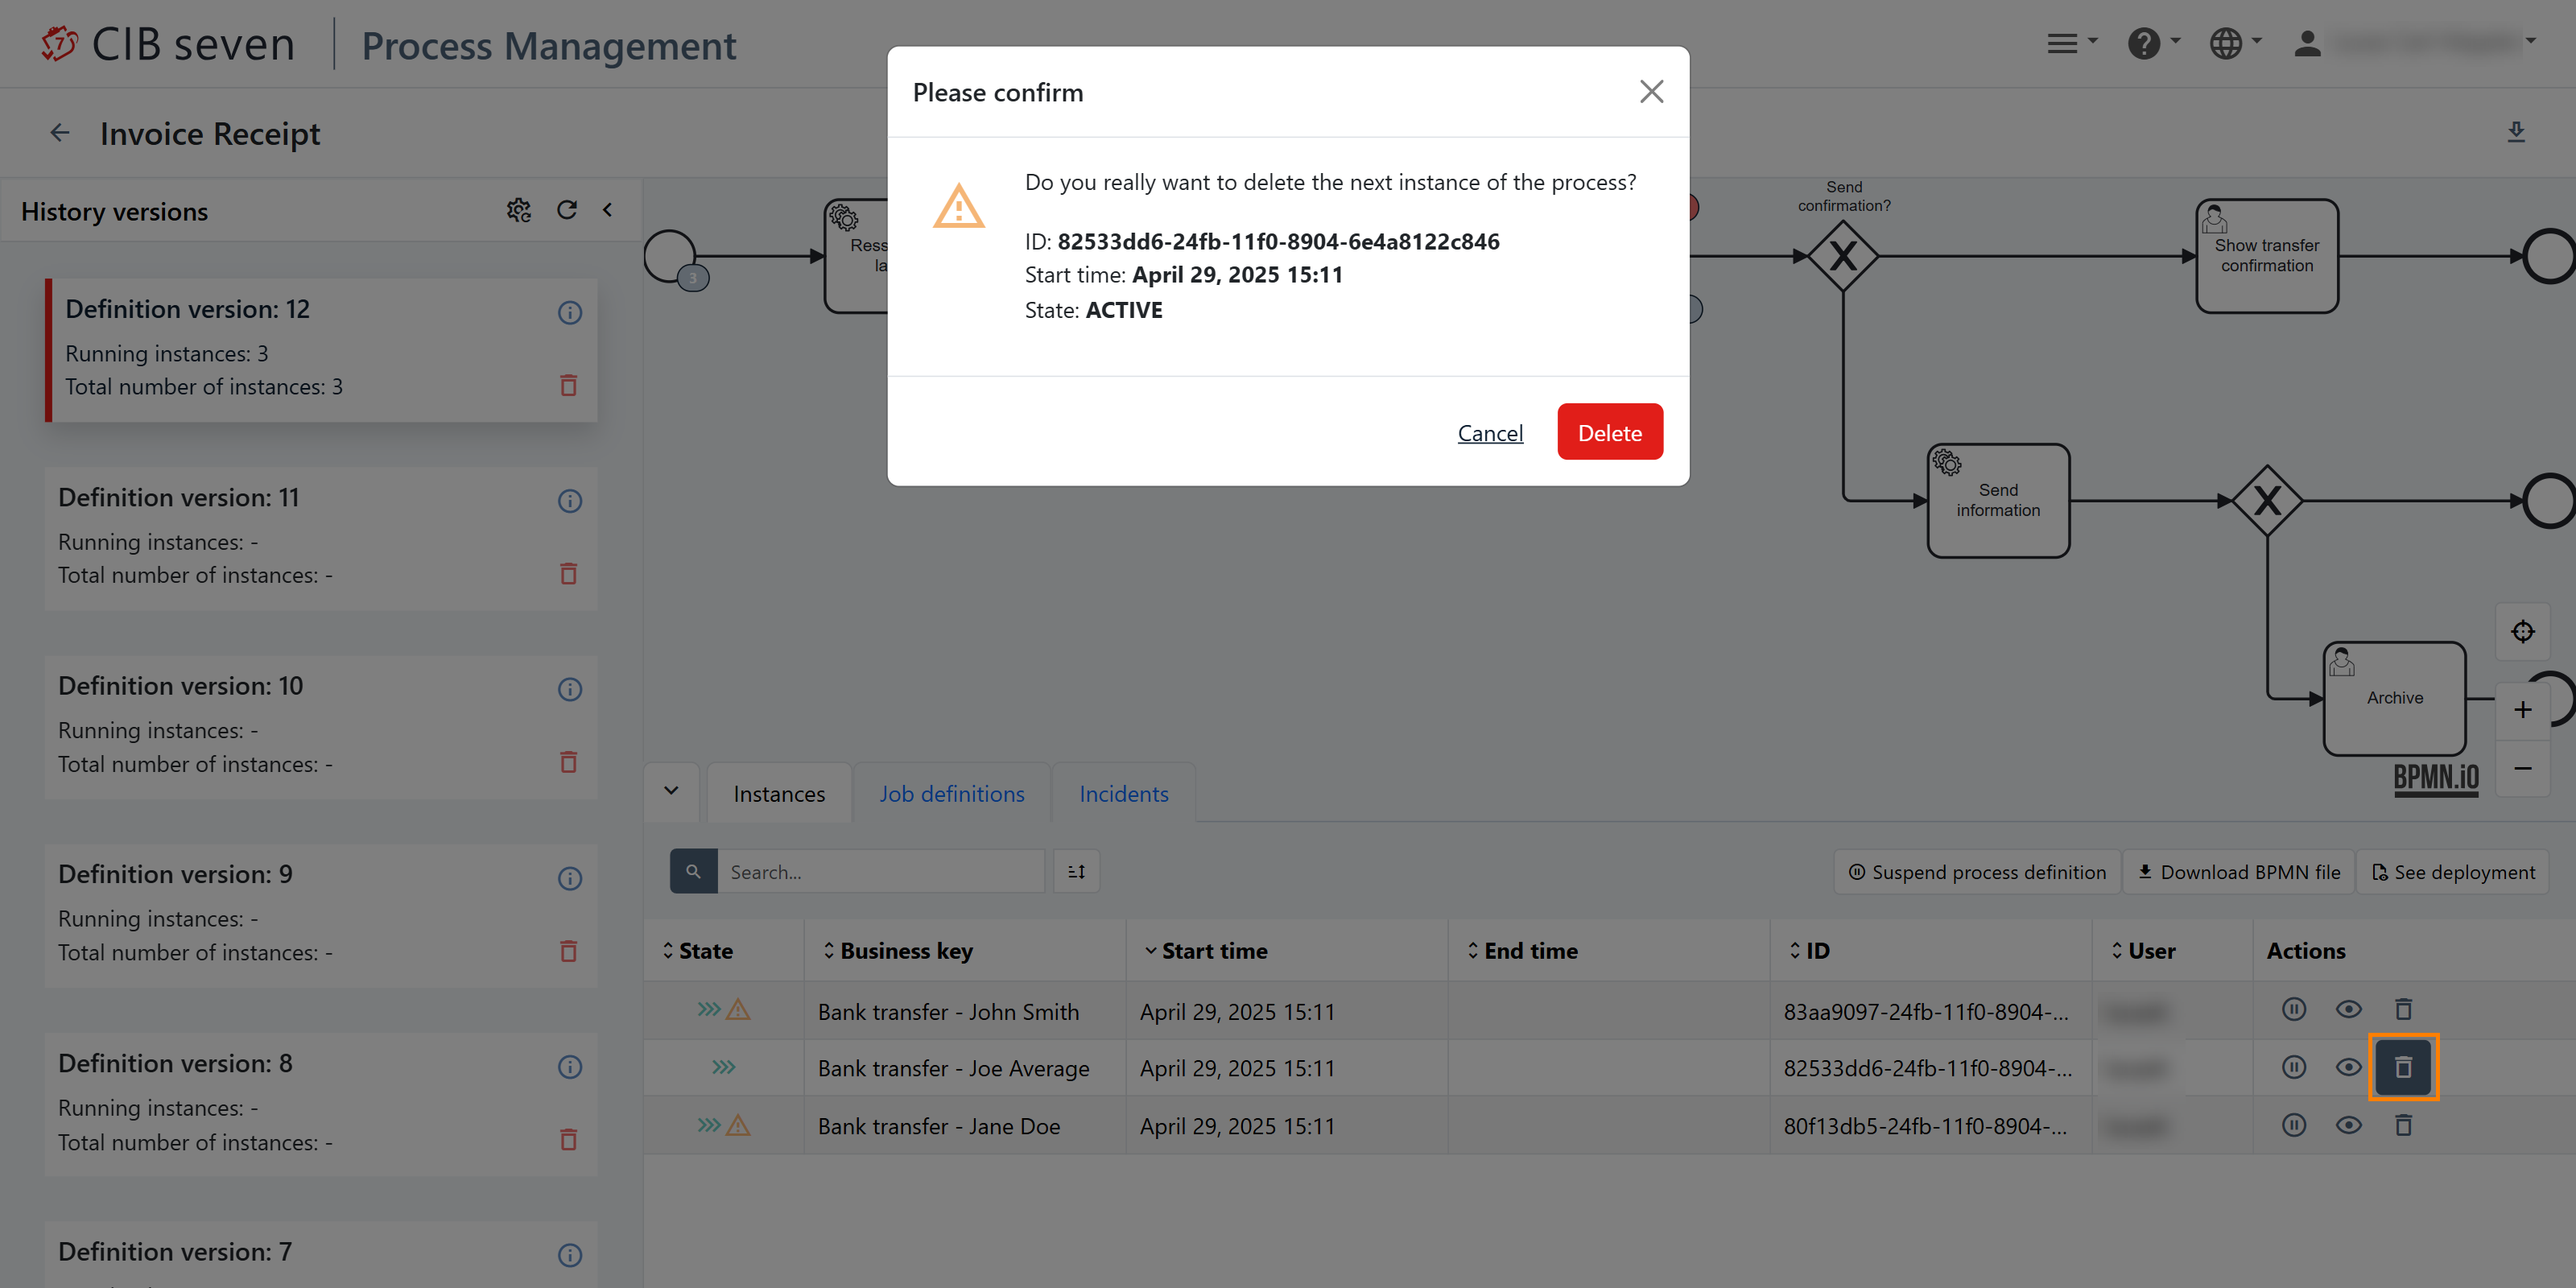 CIB seven
Process Management
Invoice Receipt
Please confirm
Do you really want to delete the next instance of the process?
ID: 82533dd6-24fb-11f0-8904-6e4a8122c846
Start time: April 29, 2025 15:11
State: ACTIVE
Cancel
Delete
History versions
Definition version: 12
Running instances: 3
Total number of instances: 3
Definition version: 11
Running instances: -
Total number of instances: -
Definition version: 10
Running instances: -
Total number of instances: -
Definition version: 9
Running instances: -
Total number of instances: -
Definition version: 8
Running instances: -
Total number of instances: -
Definition version: 7
3
Send
confirmation?
Show transfer
confirmation
Send
information
Archive
BPMN.iO
Instances
Job definitions
Incidents
Search...
Suspend process definition
Download BPMN file
See deployment
State Business key Start time End time ID User Actions
Bank transfer - John Smith April 29, 2025 15:11 83aa9097-24fb-11f0-8904-...
Bank transfer - Joe Average April 29, 2025 15:11 82533dd6-24fb-11f0-8904-...
Bank transfer - Jane Doe April 29, 2025 15:11 80f13db5-24fb-11f0-8904-...